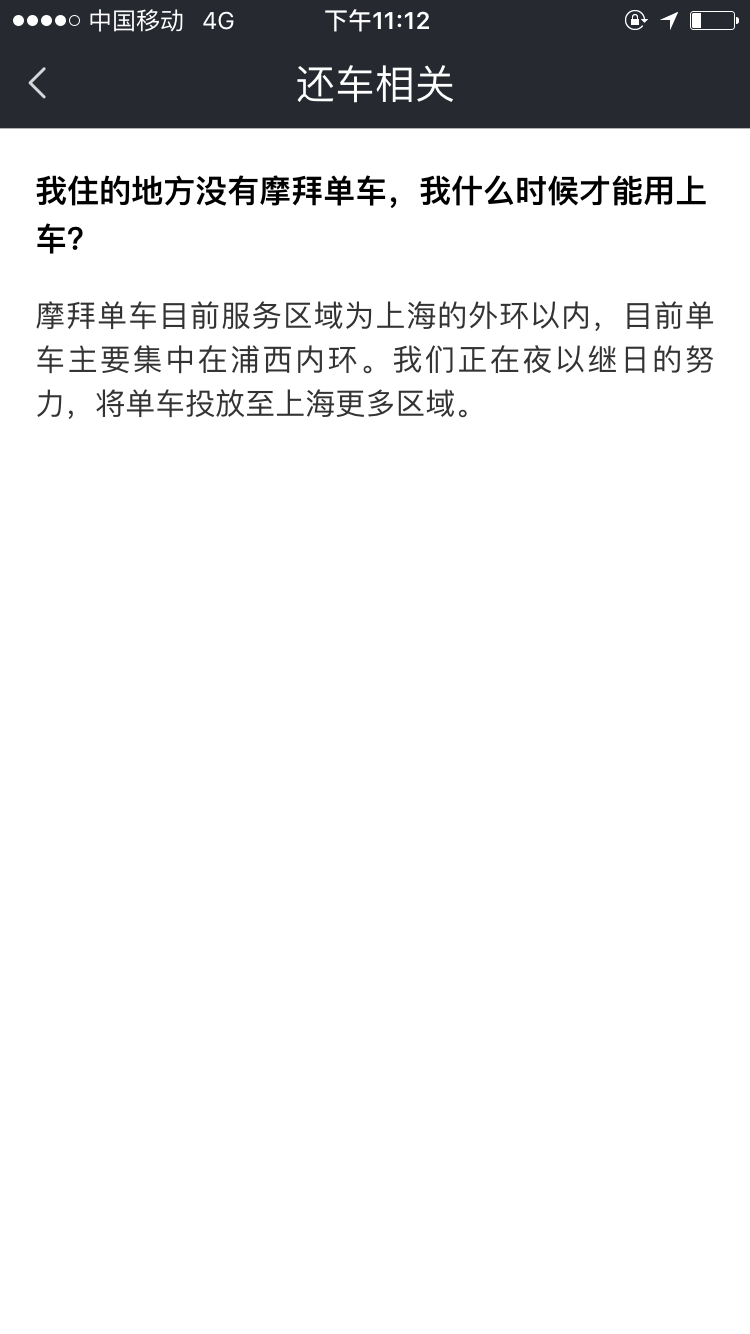 中国移动 4G 下午11:12
还车相关
我住的地方没有摩拜单车，我什么时候才能用上
车？
摩拜单车目前服务区域为上海的外环以内，目前单
车主要集中在浦西内环。我们正在夜以继日的努
力，将单车投放至上海更多区域。